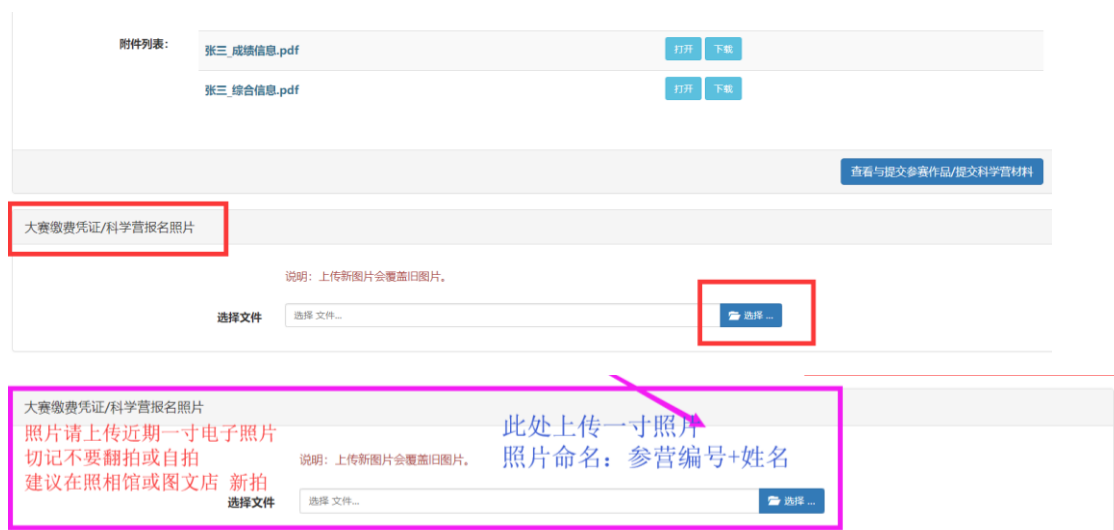 附件列表：
张三_成绩信息.pdf 打开 下载
张三_综合信息.pdf 打开 下载
查看与提交参赛作品/提交科学营材料
大赛缴费凭证/科学营报名照片
说明：上传新图片会覆盖旧图片。
选择文件 选择 文件... 选择 ...
大赛缴费凭证/科学营报名照片
照片请上传近期一寸电子照片
切记不要翻拍或自拍
建议在照相馆或图文店 新拍
此处上传一寸照片
照片命名：参营编号+姓名
说明：上传新图片会覆盖旧图片。
选择文件 选择 文件... 选择 ...